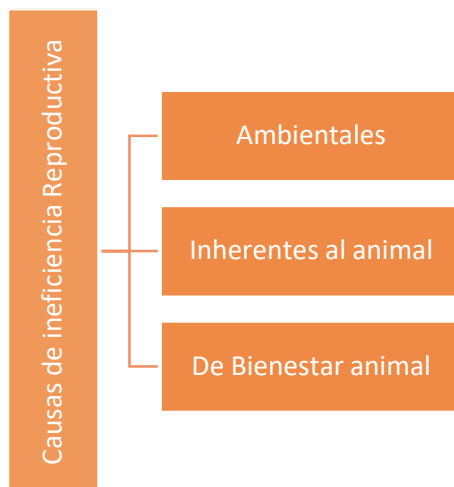 Causas de ineficiencia Reproductiva
Ambientales
Inherentes al animal
De Bienestar animal